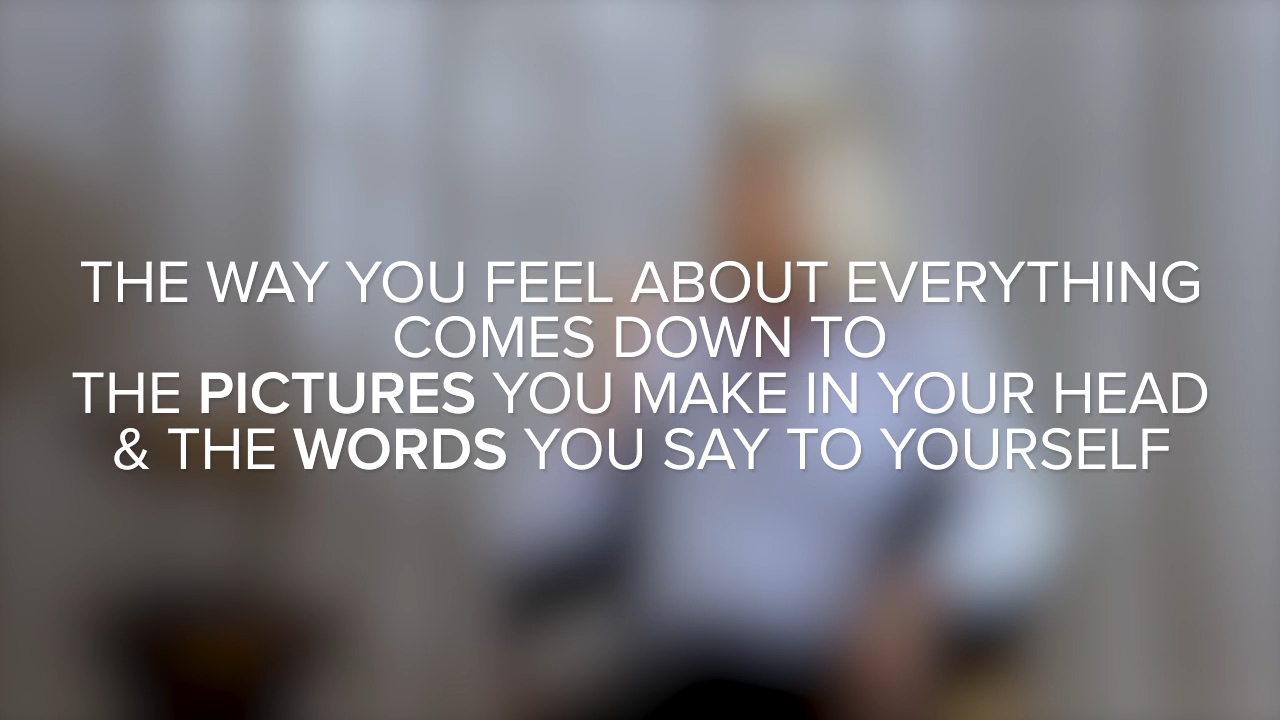 THE WAY YOU FEEL ABOUT EVERYTHING
COMES DOWN TO
THE PICTURES YOU MAKE IN YOUR HEAD
& THE WORDS YOU SAY TO YOURSELF